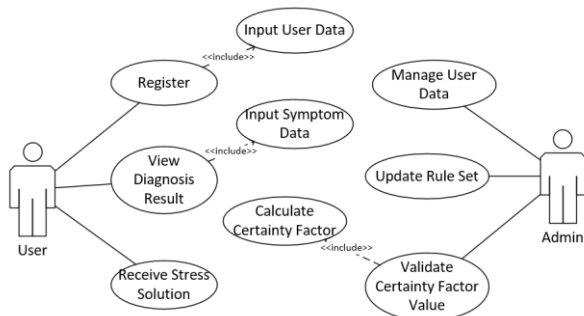 Input User Data
<<include>>
Register
Manage User
Data
Input Symptom
Data
<<include>>
View
Diagnosis
Result
Update Rule Set
Calculate
Certainty Factor
User
Admin
<<include>>
Receive Stress
Solution
Validate
Certainty Factor
Value